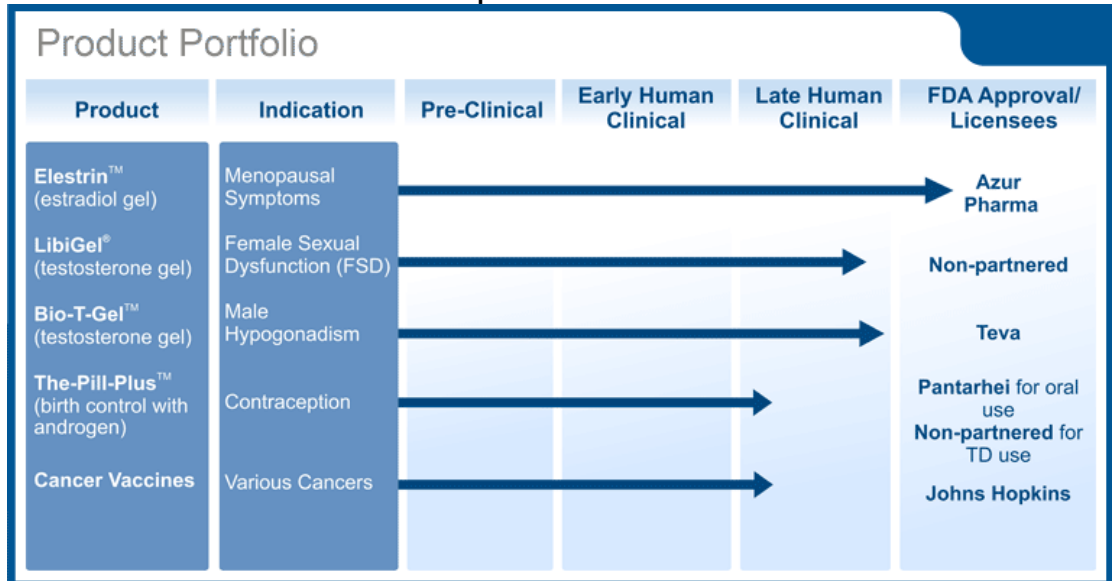 Product Portfolio
Product
Indication
Pre-Clinical
Early Human
Clinical
Late Human
Clinical
FDA Approval/
Licensees
Elestrin™
(estradiol gel)
Menopausal
Symptoms
Azur
Pharma
LibiGel®
(testosterone gel)
Female Sexual
Dysfunction (FSD)
Non-partnered
Bio-T-Gel™
(testosterone gel)
Male
Hypogonadism
Teva
The-Pill-Plus™
(birth control with
androgen)
Contraception
Pantarhei for oral
use
Non-partnered for
TD use
Cancer Vaccines
Various Cancers
Johns Hopkins